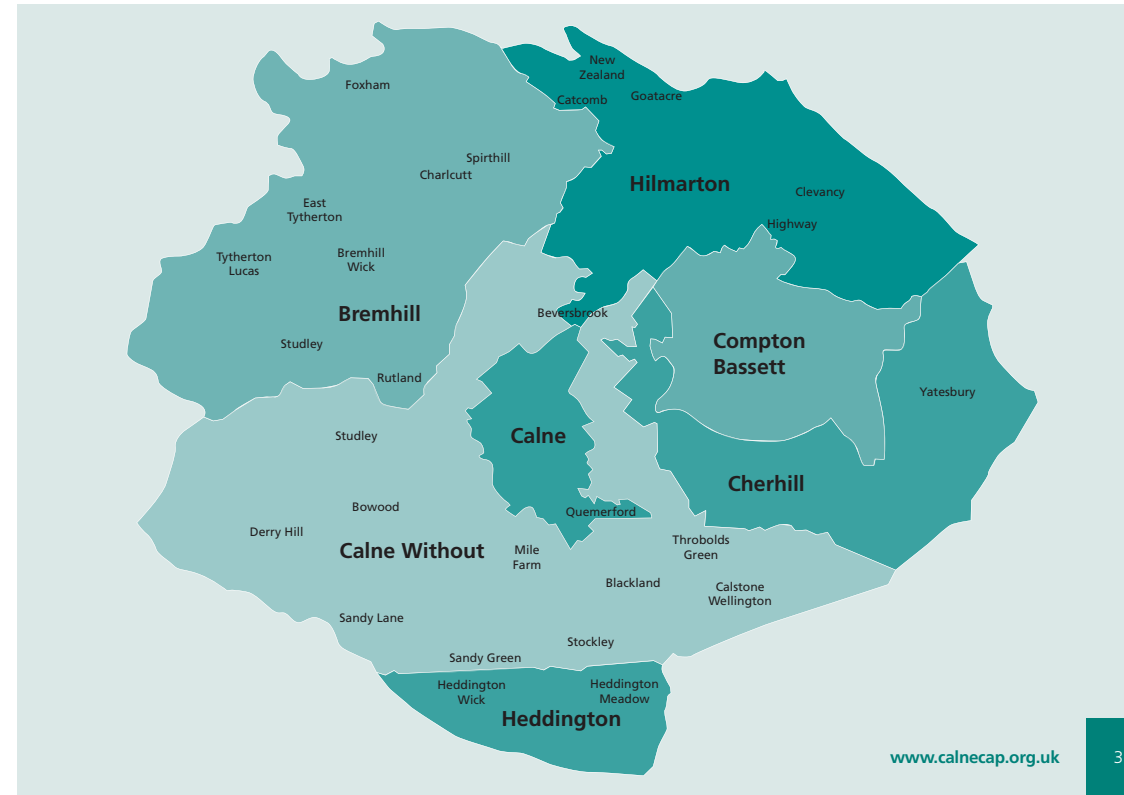 New
Zealand
Foxham
Catcomb
Goatacre
Spirthill
Charlcutt
Hilmarton
Clevancy
East
Tytherton
Highway
Tytherton
Lucas
Bremhill
Wick
Bremhill
Beversbrook
Studley
Compton
Bassett
Rutland
Yatesbury
Studley
Calne
Cherhill
Bowood
Quemerford
Derry Hill
Calne Without
Mile
Farm
Throbolds
Green
Blackland
Calstone
Wellington
Sandy Lane
Stockley
Sandy Green
Heddington
Wick
Heddington
Meadow
Heddington
www.calnecap.org.uk
3